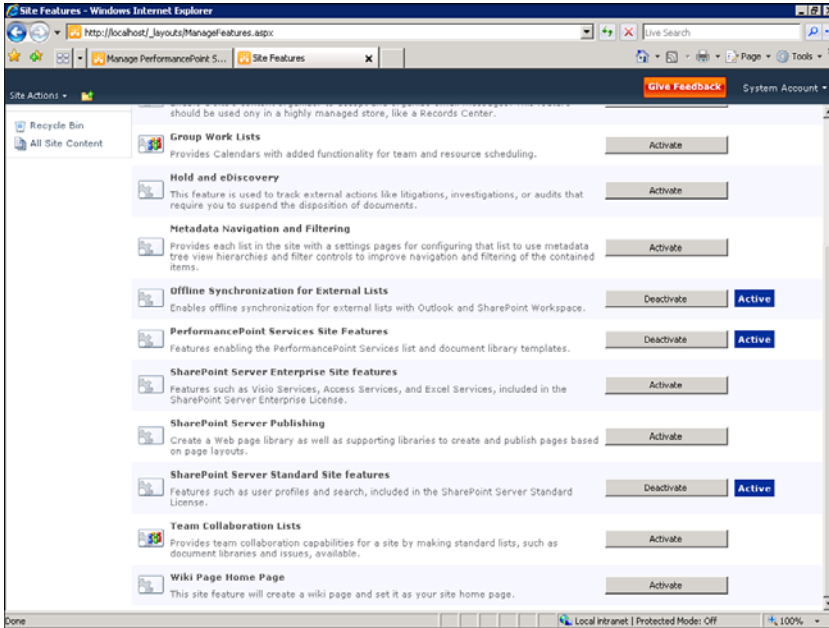 Site Features - Windows Internet Explorer
http://localhost/_layouts/ManageFeatures.aspx
Live Search
Manage PerformancePoint S...
Site Features
Page
Tools
Site Actions
Give Feedback
System Account
Recycle Bin
All Site Content
should be used ony in a highly managed store, like a Records Center.
Group Work Lists
Provides Calendars with added functionality for team and resource scheduling.
Activate
Hold and eDiscovery
This feature is used to track external actions like litigations, investigations, or audits that
require you to suspend the disposition of documents.
Activate
Metadata Navigation and Filtering
Provides each list in the site with a settings pages for configuring that list to use metadata
tree view hierarchies and filter controls to improve navigation and filtering of the contained
items.
Activate
Offline Synchronization for External Lists
Enables offline synchronization for external lists with Outlook and SharePoint Workspace.
Deactivate
Active
PerformancePoint Services Site Features
Features enabling the PerformancePoint Services list and document library templates.
Deactivate
Active
SharePoint Server Enterprise Site features
Features such as Visio Services, Access Services, and Excel Services, included in the
SharePoint Server Enterprise License.
Activate
SharePoint Server Publishing
Create a Web page library as well as supporting libraries to create and publish pages based
on page layouts.
Activate
SharePoint Server Standard Site features
Features such as user profiles and search, included in the SharePoint Server Standard
License.
Deactivate
Active
Team Collaboration Lists
Provides team collaboration capabilities for a site by making standard lists, such as
document libraries and issues, available.
Activate
Wiki Page Home Page
This site feature will create a wiki page and set it as your site home page.
Activate
Done
Local intranet | Protected Mode: Off
100%